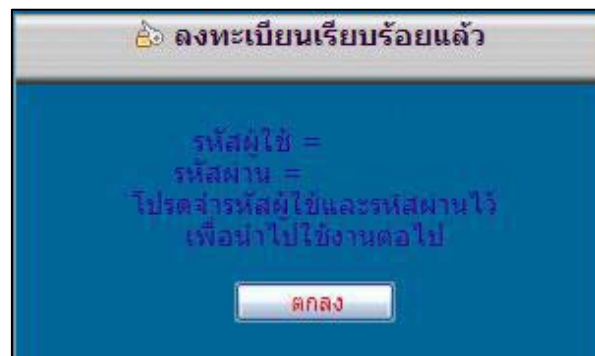 ลงทะเบียนเรียบร้อยแล้ว
รหัสผู้ใช้ =
รหัสผ่าน =
โปรดจำรหัสผู้ใช้และรหัสผ่านไว้
เพื่อนำไปใช้งานต่อไป
ตกลง